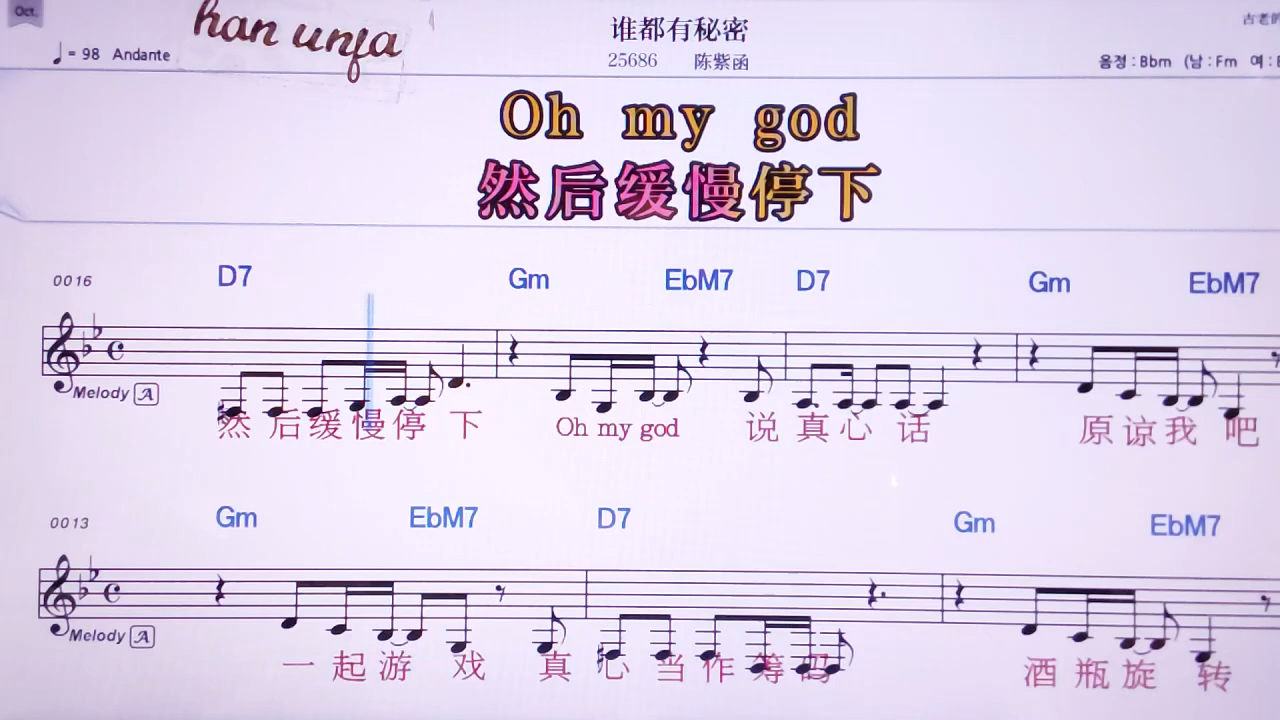 Oct.
han unja
谁都有秘密
♩= 98 Andante
25686 陈紫函
음정 : Bbm (남 : Fm 여 :
Oh my god
然后缓慢停下
0016 D7 Gm EbM7 D7 Gm EbM7
Melody A
然后缓慢停下 Oh my god 说真心话 原谅我吧
0013 Gm EbM7 D7 Gm EbM7
Melody A
一起游戏 真心当作筹码 酒瓶旋转